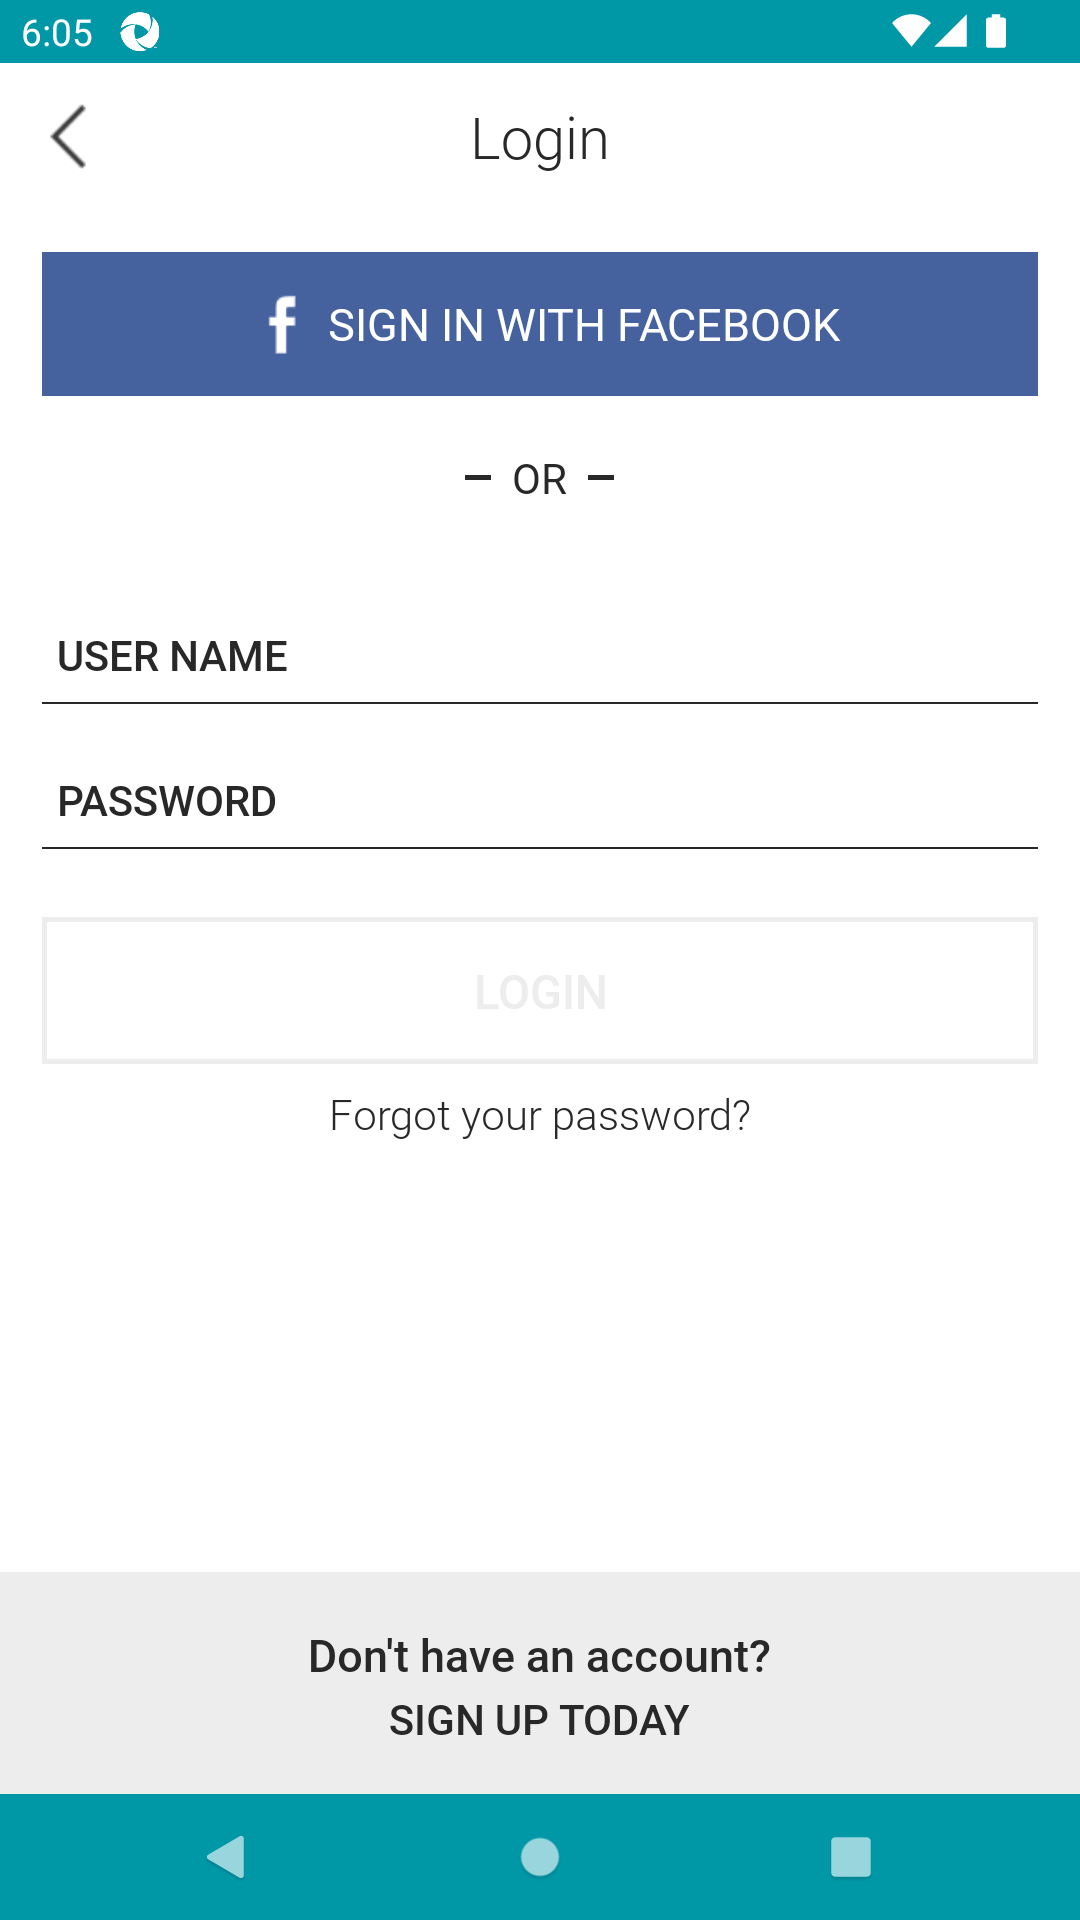 6:05
Login
f SIGN IN WITH FACEBOOK
– OR –
USER NAME
PASSWORD
LOGIN
Forgot your password?
Don't have an account?
SIGN UP TODAY